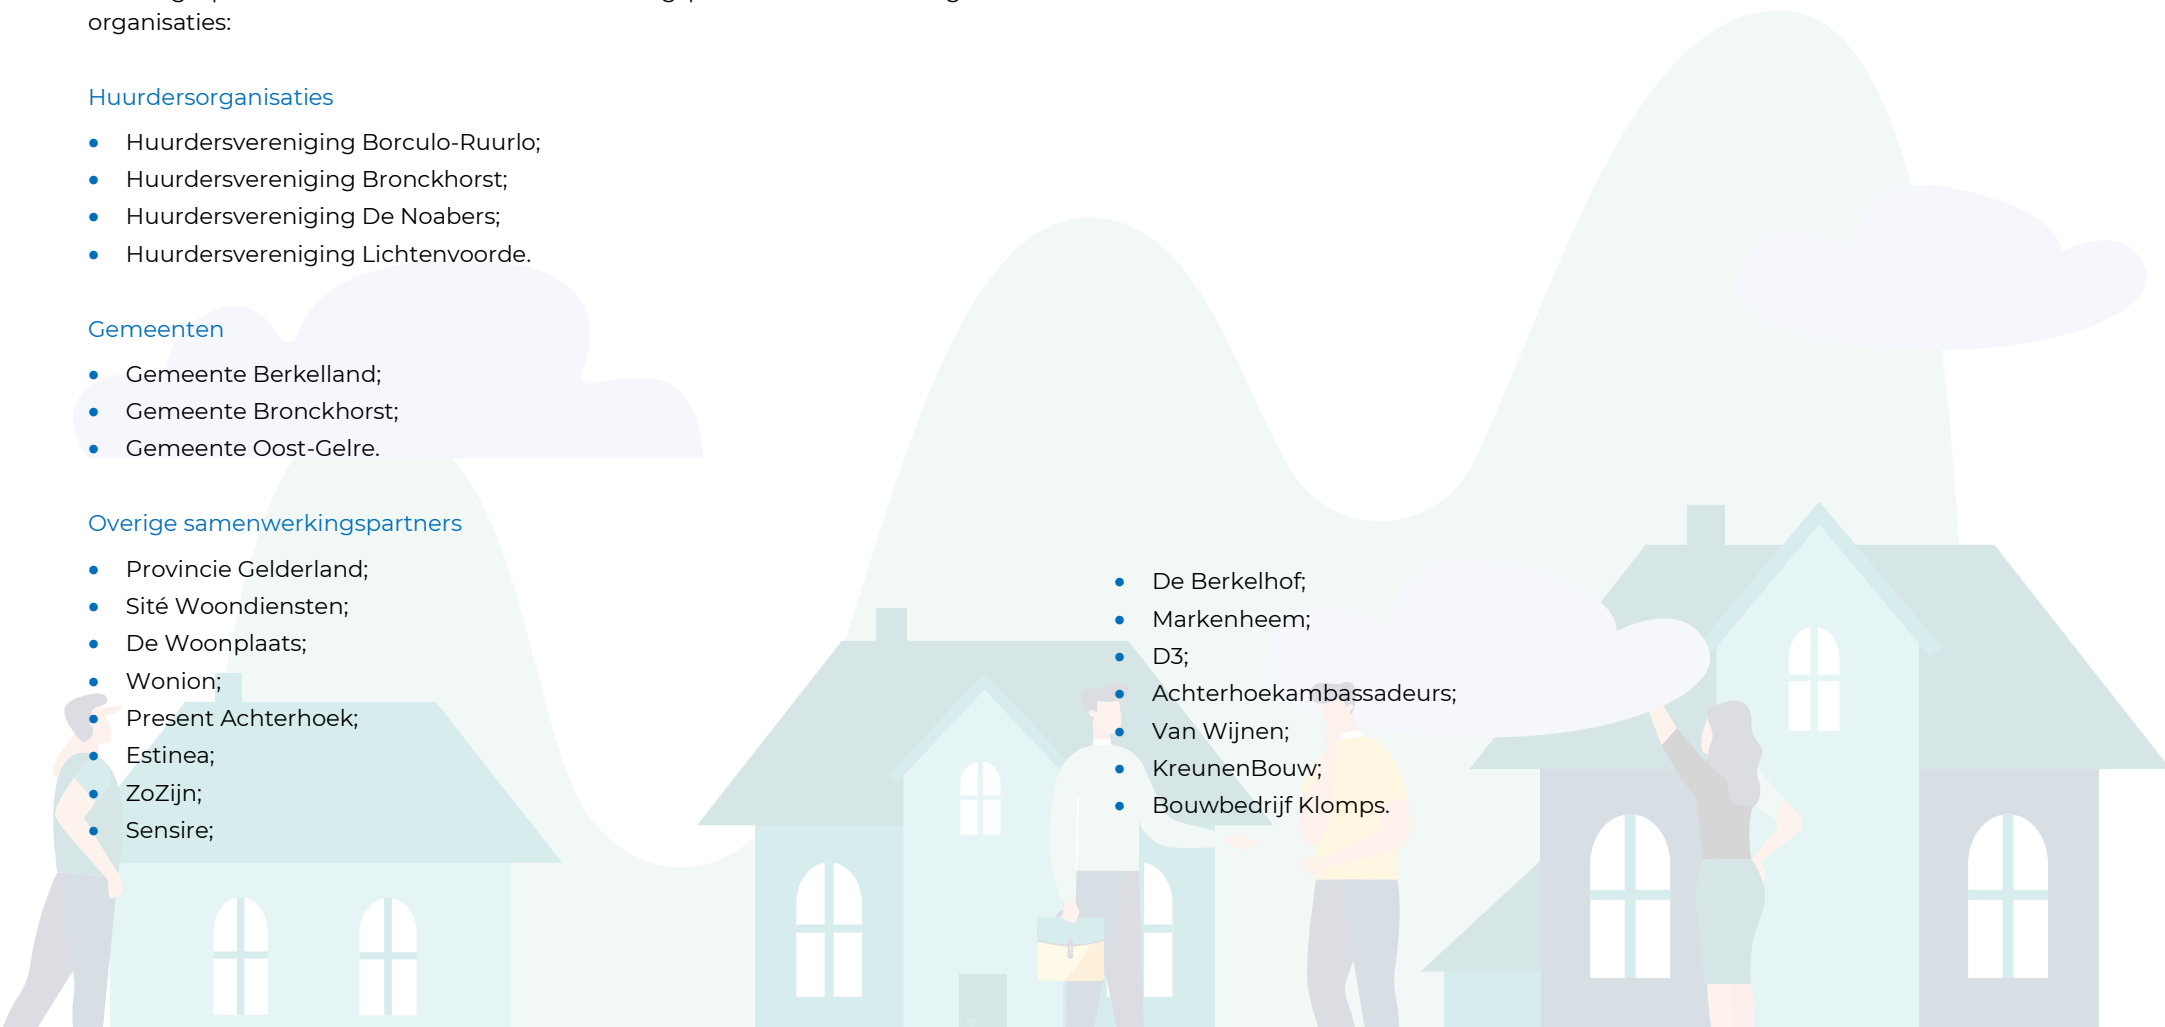 organisaties:
Huurdersorganisaties
• Huurdersvereniging Borculo-Ruurlo;
• Huurdersvereniging Bronckhorst;
• Huurdersvereniging De Noabers;
• Huurdersvereniging Lichtenvoorde.
Gemeenten
• Gemeente Berkelland;
• Gemeente Bronckhorst;
• Gemeente Oost-Gelre.
Overige samenwerkingspartners
• Provincie Gelderland;
• Sité Woondiensten;
• De Woonplaats;
• Wonion;
• Present Achterhoek;
• Estinea;
• ZoZijn;
• Sensire;
• De Berkelhof;
• Markenheem;
• D3;
• Achterhoekambassadeurs;
• Van Wijnen;
• KreunenBouw;
• Bouwbedrijf Klomps.